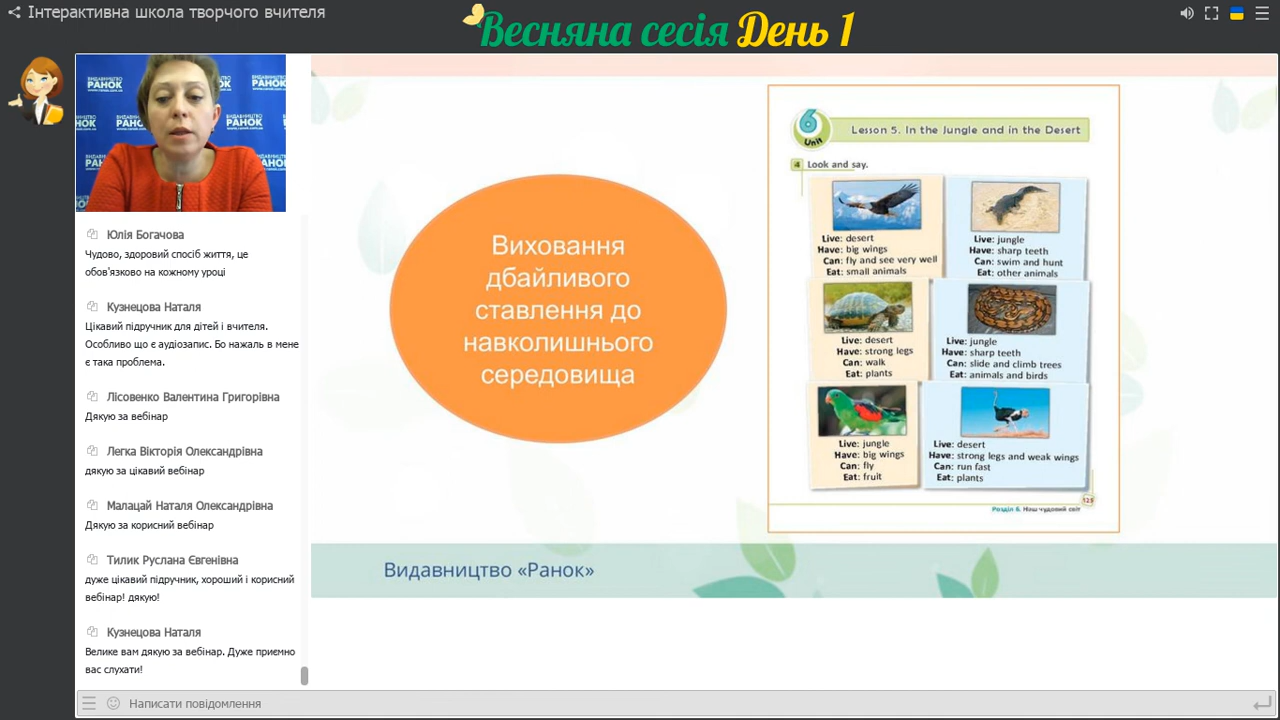 Інтерактивна школа творчого вчителя
Весняна сесія День 1
ВИДАВНИЦТВО
РАНОК
Юлія Богачова
Чудово, здоровий спосіб життя, це
обов'язково на кожному уроці
Кузнецова Наталя
Цікавий підручник для дітей і вчителя.
Особливо що є аудіозапис. Бо нажаль в мене
є така проблема.
Лісовенко Валентина Григорівна
Дякую за вебінар
Легка Вікторія Олександрівна
дякую за цікавий вебінар
Малацай Наталя Олександрівна
Дякую за корисний вебінар
Тилик Руслана Євгенівна
дуже цікавий підручник, хороший і корисний
вебінар! дякую!
Кузнецова Наталя
Велике вам дякую за вебінар. Дуже приємно
вас слухати!
Написати повідомлення
Виховання
дбайливого
ставлення до
навколишнього
середовища
6
Unit
Lesson 5. In the Jungle and in the Desert
4 Look and say.
Live: desert
Have: big wings
Can: fly and see very well
Eat: small animals
Live: jungle
Have: sharp teeth
Can: swim and hunt
Eat: other animals
Live: desert
Have: strong legs
Can: walk
Eat: plants
Live: jungle
Have: sharp teeth
Can: slide and climb trees
Eat: animals and birds
Live: jungle
Have: big wings
Can: fly
Eat: fruit
Live: desert
Have: strong legs and weak wings
Can: run fast
Eat: plants
Розділ 6. Наш чудовий світ
Видавництво «Ранок»